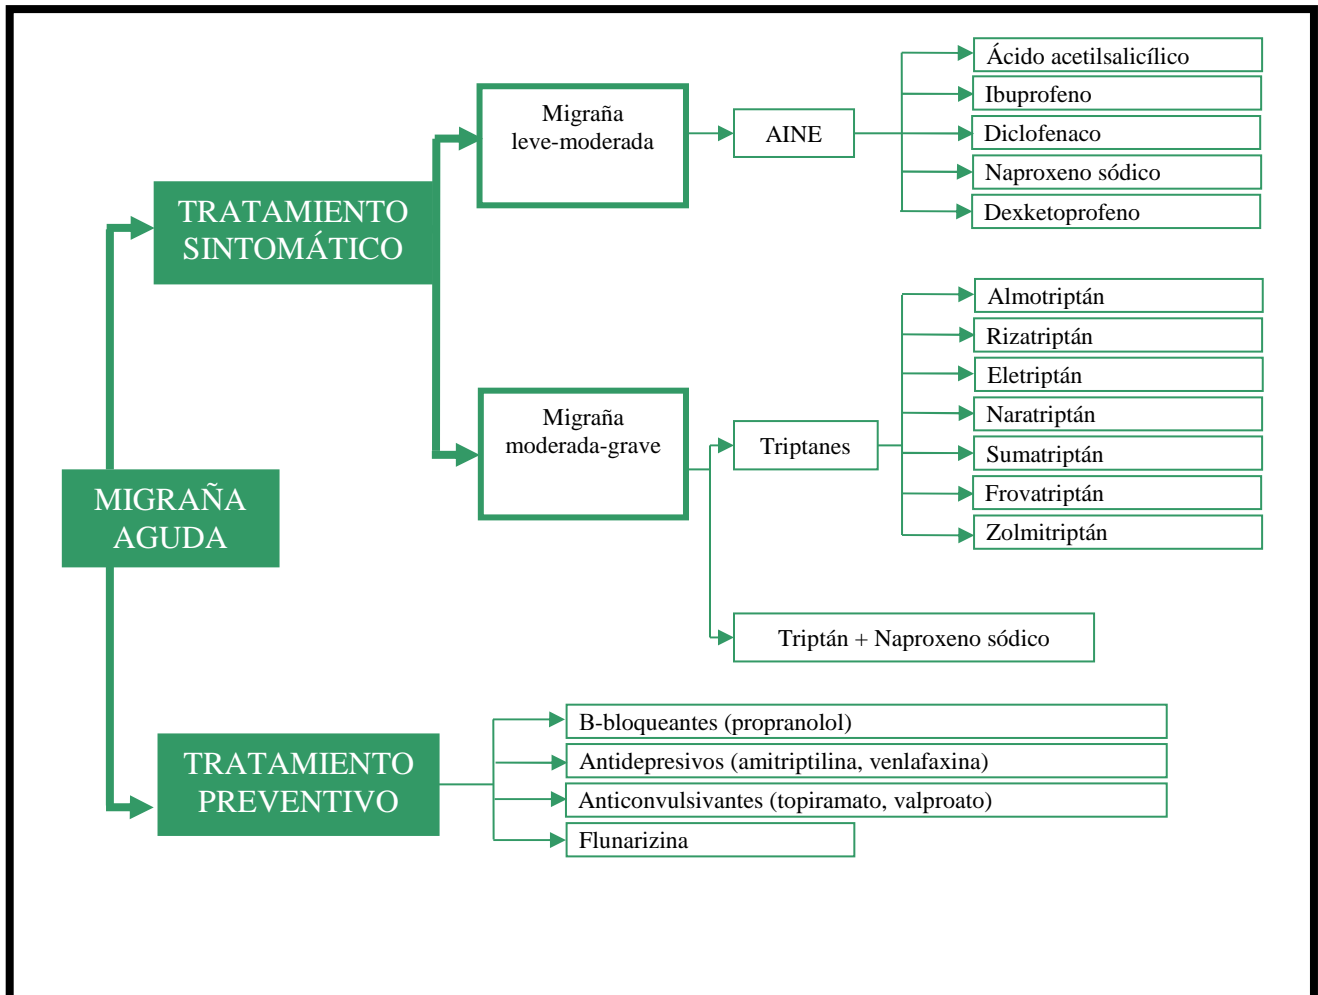 MIGRAÑA
AGUDA
TRATAMIENTO
SINTOMÁTICO
Migraña
leve-moderada
AINE
Ácido acetilsalicílico
Ibuprofeno
Diclofenaco
Naproxeno sódico
Dexketoprofeno
Migraña
moderada-grave
Triptanes
Almotriptán
Rizatriptán
Eletriptán
Naratriptán
Sumatriptán
Frovatriptán
Zolmitriptán
Triptán + Naproxeno sódico
TRATAMIENTO
PREVENTIVO
B-bloqueantes (propranolol)
Antidepresivos (amitriptilina, venlafaxina)
Anticonvulsivantes (topiramato, valproato)
Flunarizina